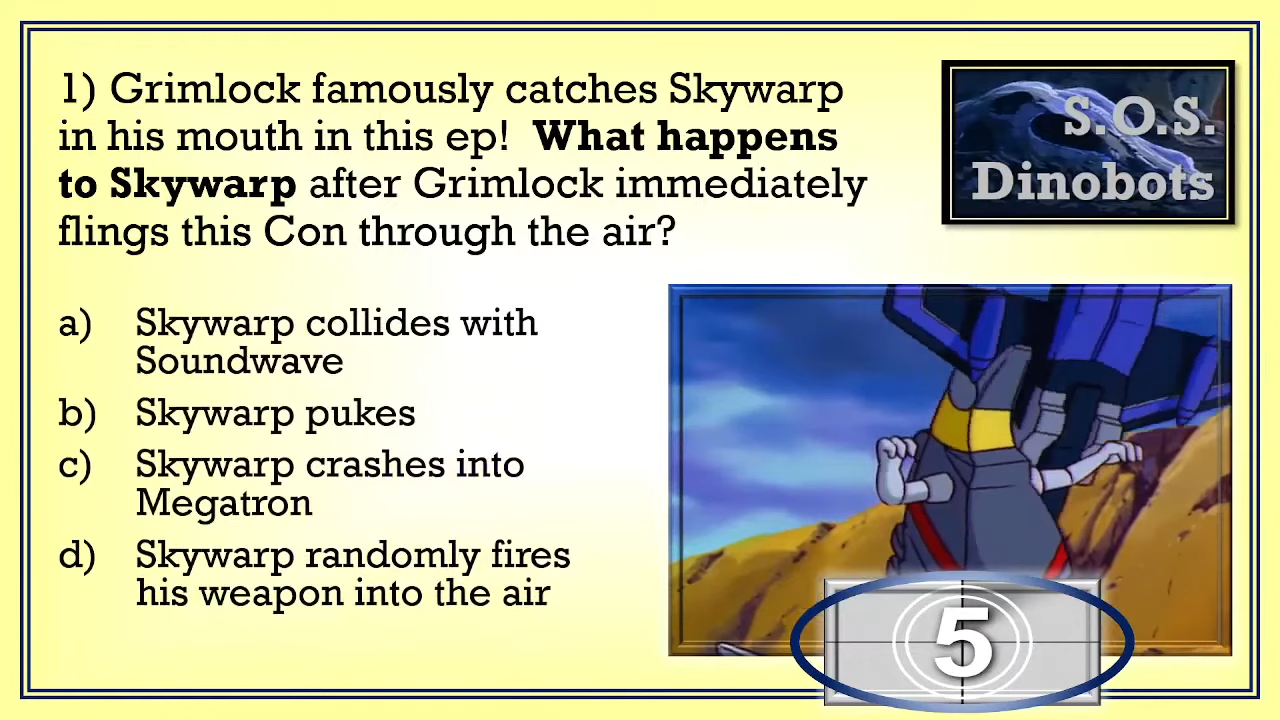 1) Grimlock famously catches Skywarp
in his mouth in this ep! What happens
to Skywarp after Grimlock immediately
flings this Con through the air?
S.O.S.
Dinobots
a) Skywarp collides with
Soundwave
b) Skywarp pukes
c) Skywarp crashes into
Megatron
d) Skywarp randomly fires
his weapon into the air
5